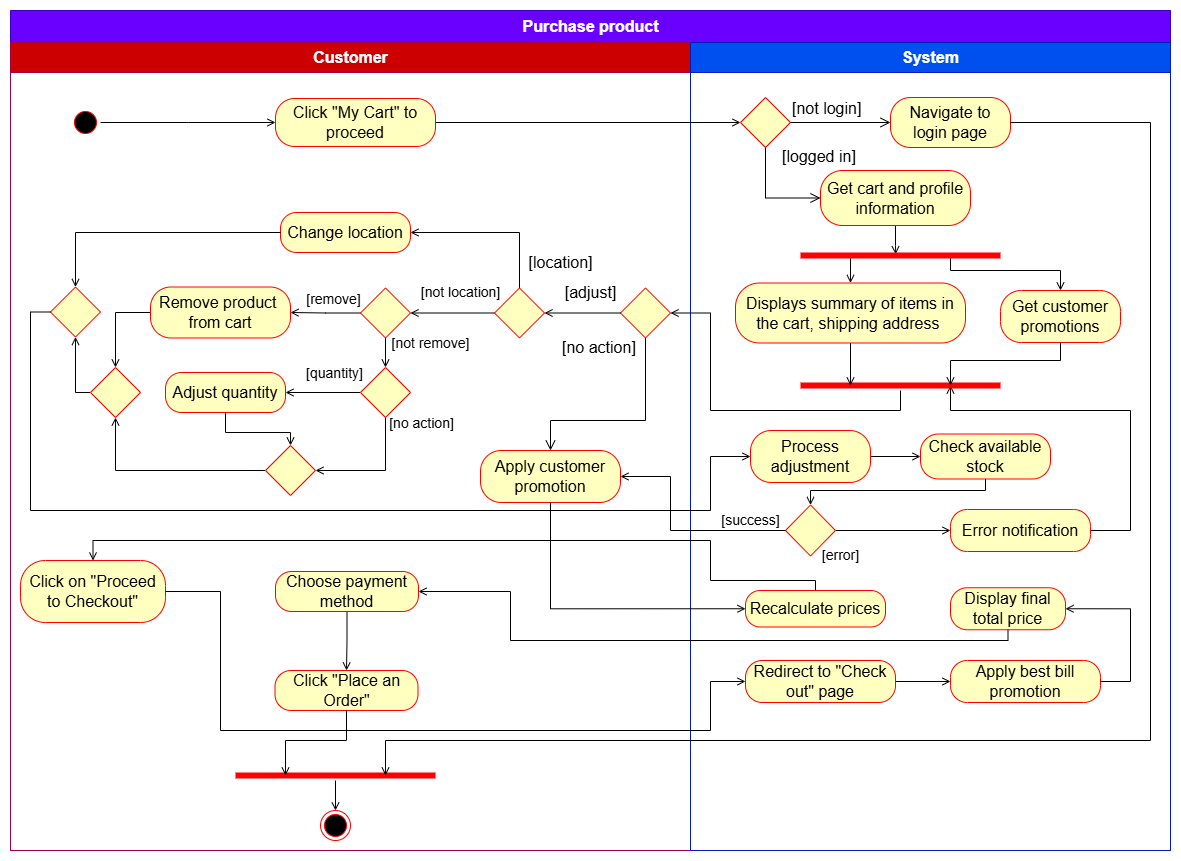 Purchase product
Customer
System
Click "My Cart" to
proceed
[not login]
Navigate to
login page
[logged in]
Get cart and profile
information
Change location
[location]
Remove product
from cart
[remove]
[not location]
[adjust]
Displays summary of items in
the cart, shipping address
Get customer
promotions
[not remove]
[no action]
[quantity]
Adjust quantity
[no action]
Apply customer
promotion
Process
adjustment
Check available
stock
[success]
Error notification
[error]
Click on "Proceed
to Checkout"
Choose payment
method
Recalculate prices
Display final
total price
Click "Place an
Order"
Redirect to "Check
out" page
Apply best bill
promotion